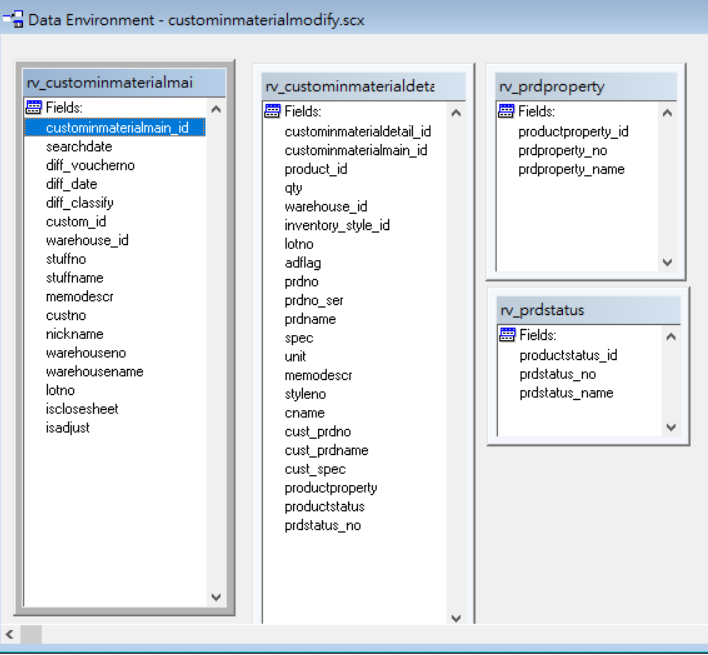 Data Environment - custominmaterialmodify.scx
rv_custominmaterialmai
Fields:
custominmaterialmain_id
searchdate
diff_voucherno
diff_date
diff_classify
custom_id
warehouse_id
stuffno
stuffname
memodescr
custno
nickname
warehouseno
warehousename
lotno
isclosesheet
isadjust
rv_custominmaterialdeta
Fields:
custominmaterialdetail_id
custominmaterialmain_id
product_id
qty
warehouse_id
inventory_style_id
lotno
adflag
prdno
prdno_ser
prdname
spec
unit
memodescr
styleno
cname
cust_prdno
cust_prdname
cust_spec
productproperty
productstatus
prdstatus_no
rv_prdproperty
Fields:
productproperty_id
prdproperty_no
prdproperty_name
rv_prdstatus
Fields:
productstatus_id
prdstatus_no
prdstatus_name